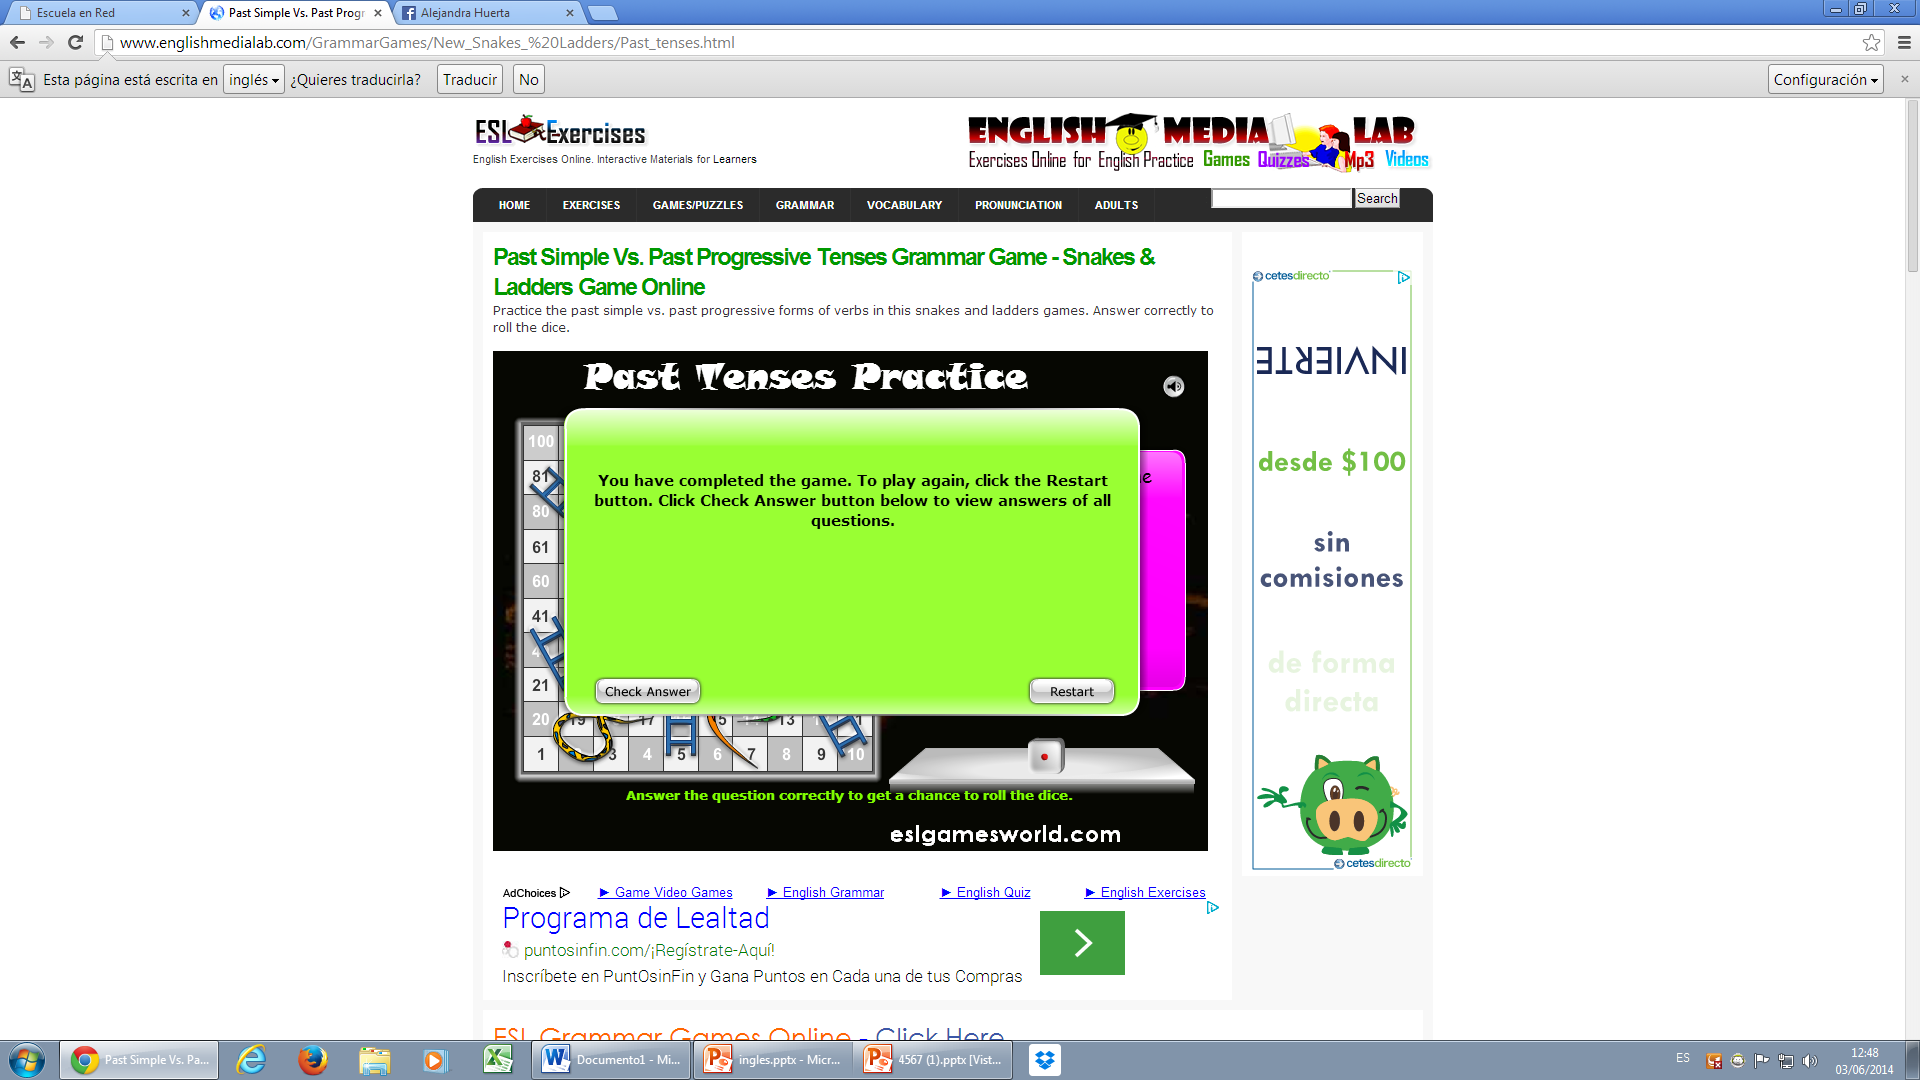 Escuela en Red
Past Simple Vs. Past Progr
Alejandra Huerta
www.englishmedialab.com/GrammarGames/New_Snakes_%20Ladders/Past_tenses.html
Esta página está escrita en inglés ¿Quieres traducirla? Traducir No Configuración
ESL Exercises
English Exercises Online. Interactive Materials for Learners
ENGLISH MEDIA LAB
Exercises Online for English Practice Games Quizzes Mp3 Videos
HOME EXERCISES GAMES/PUZZLES GRAMMAR VOCABULARY PRONUNCIATION ADULTS Search
Past Simple Vs. Past Progressive Tenses Grammar Game - Snakes &
Ladders Game Online
Practice the past simple vs. past progressive forms of verbs in this snakes and ladders games. Answer correctly to
roll the dice.
Past Tenses Practice
100
81
80
61
60
41
21
You have completed the game. To play again, click the Restart
button. Click Check Answer button below to view answers of all
questions.
Check Answer Restart
20 19 17 13
1 3 4 5 6 7 8 9 10
Answer the question correctly to get a chance to roll the dice.
eslgamesworld.com
cetesdirecto
INVIERTE
desde $100
sin
comisiones
de forma
directa
cetesdirecto
AdChoices ► Game Video Games ► English Grammar ► English Quiz ► English Exercises
Programa de Lealtad
puntosinfin.com/¡Regístrate-Aquí!
Inscríbete en PuntOsinFin y Gana Puntos en Cada una de tus Compras
ESL Grammar Games Online - Click Here
Past Simple Vs. Pa...
Documento1 - Mi...
ingles.pptx - Micr...
4567 (1).pptx [Vist...
ES
12:48
03/06/2014